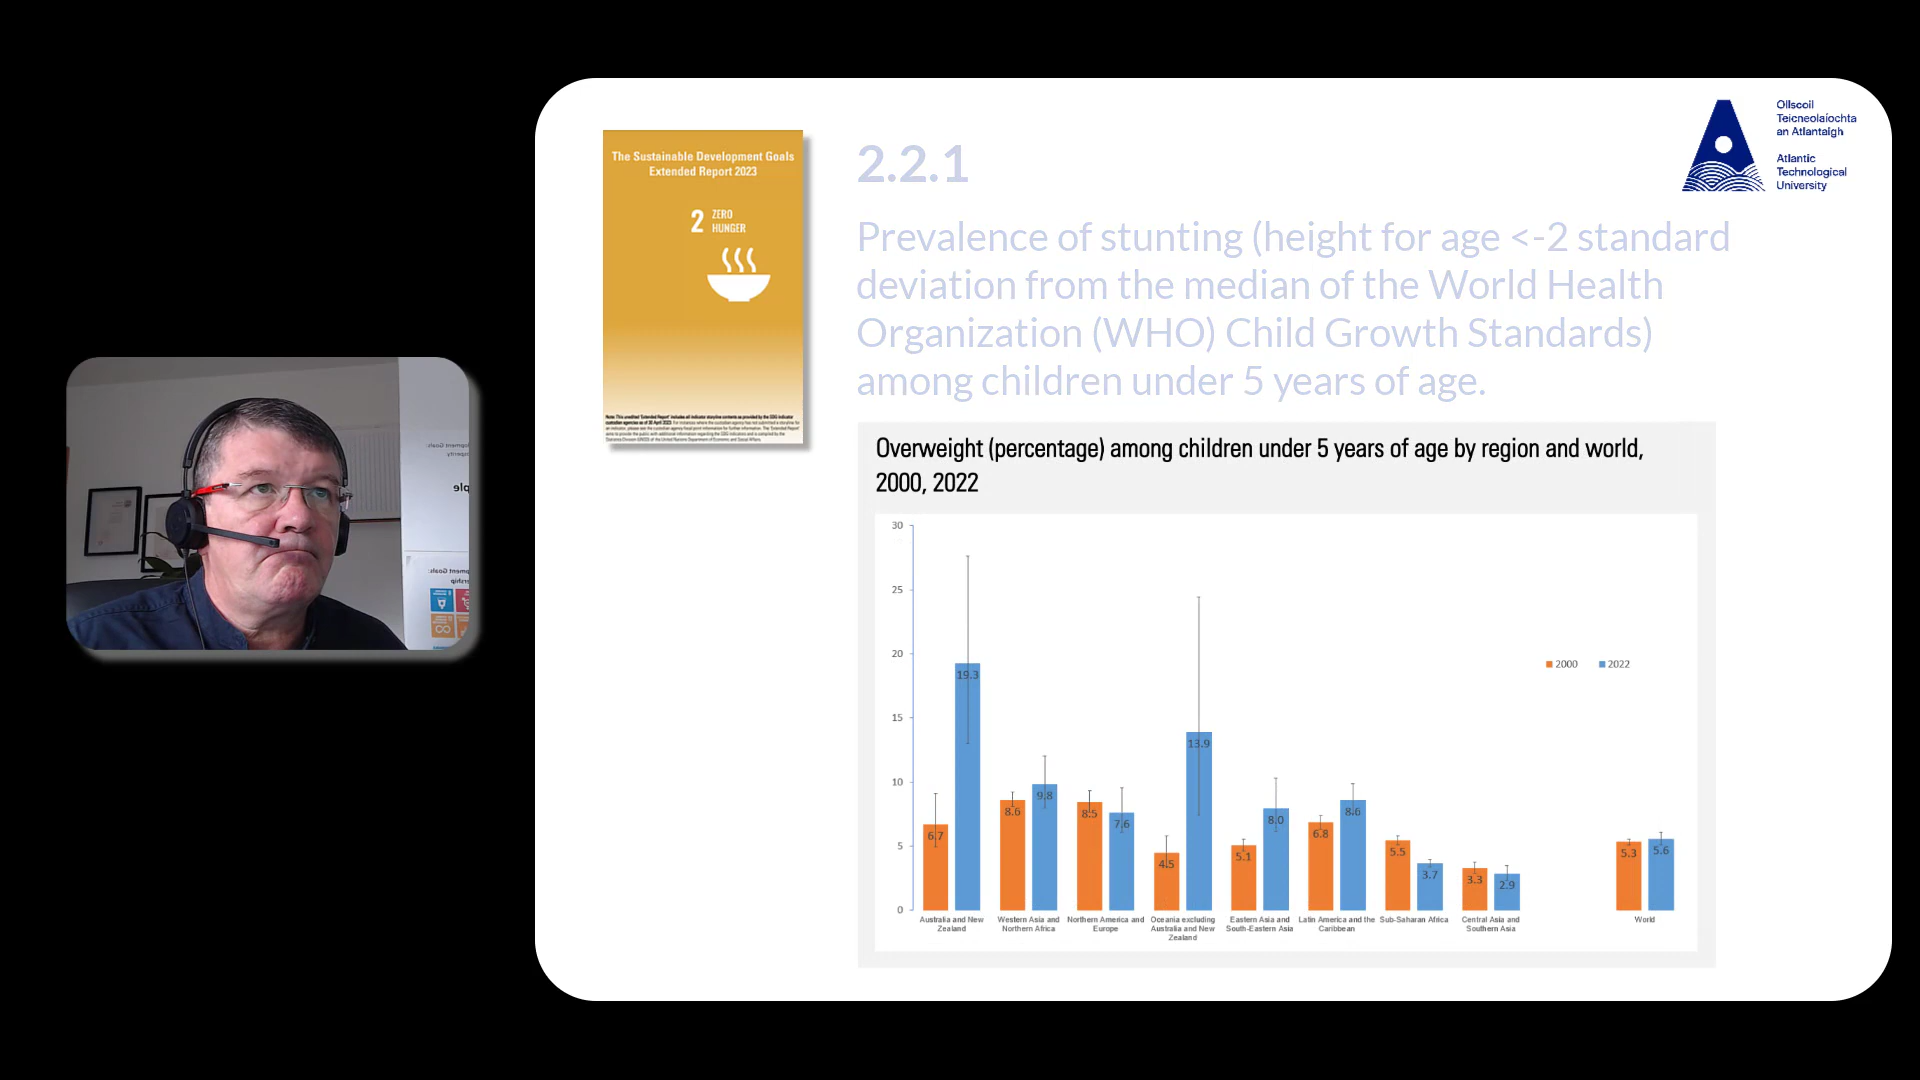 The Sustainable Development Goals
Extended Report 2023
2 ZERO
HUNGER
2.2.1
Prevalence of stunting (height for age <-2 standard
deviation from the median of the World Health
Organization (WHO) Child Growth Standards)
among children under 5 years of age.
Ollscoil
Teicneolaíochta
an Atlantaigh
Atlantic
Technological
University
Overweight (percentage) among children under 5 years of age by region and world,
2000, 2022
30
25
20
15
10
5
0
2000
2022
6.7
19.3
8.6
9.8
8.5
7.6
4.5
13.9
5.1
8.0
6.8
8.6
5.5
3.7
3.3
2.9
5.3
5.6
Australia and New
Zealand
Western Asia and
Northern Africa
Northern America and
Europe
Oceania excluding
Australia and New
Zealand
Eastern Asia and
South-Eastern Asia
Latin America and the
Caribbean
Sub-Saharan Africa
Central Asia and
Southern Asia
World